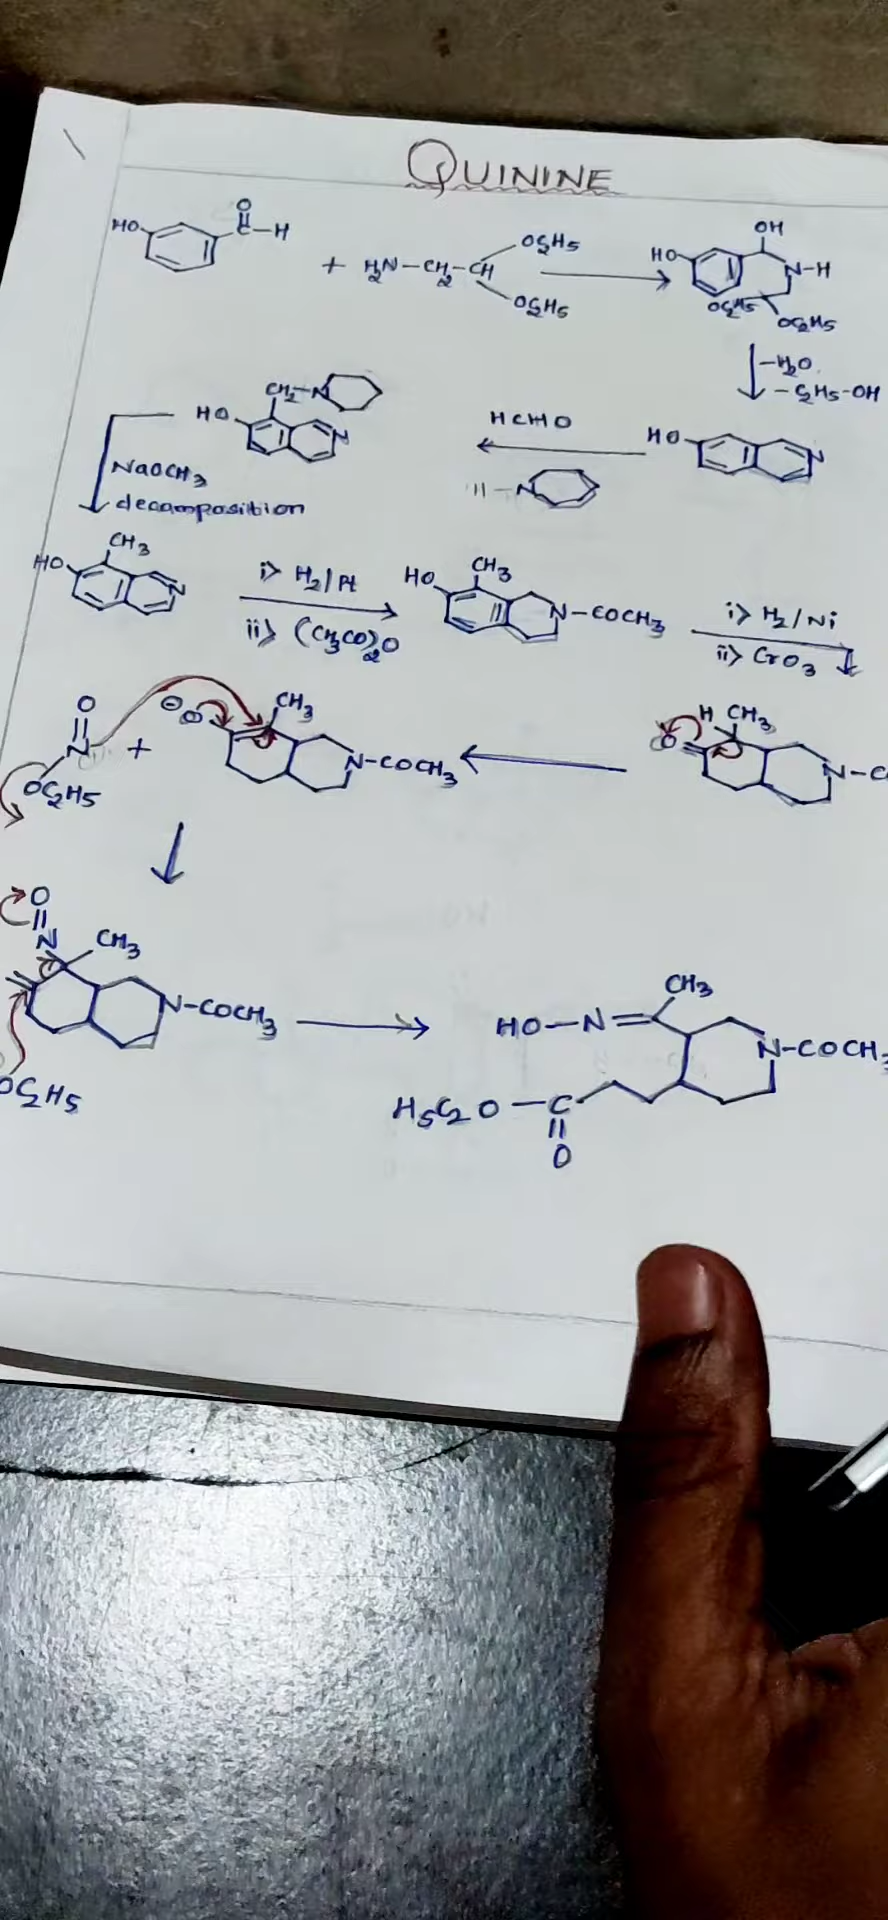 QUININE
HO O C-H
+ H2N-CH2-CH OC2H5 OC2H5
OH HO N-H OC2H5 OC2H5
-H2O
-C2H5-OH
HO N
HCHO
H-N
HO CH2-N N
NaOCH3
decomposition
HO CH3 N
i> H2/Pt
ii> (CH3CO)2O
HO CH3 N-COCH3
i> H2/Ni
ii> CrO3
O H CH3 N-C
⊖O CH3 N-COCH3
+
O N OC2H5
O N CH3 N-COCH3
OC2H5
HO-N CH3 N-COCH3
H5C2O-C O